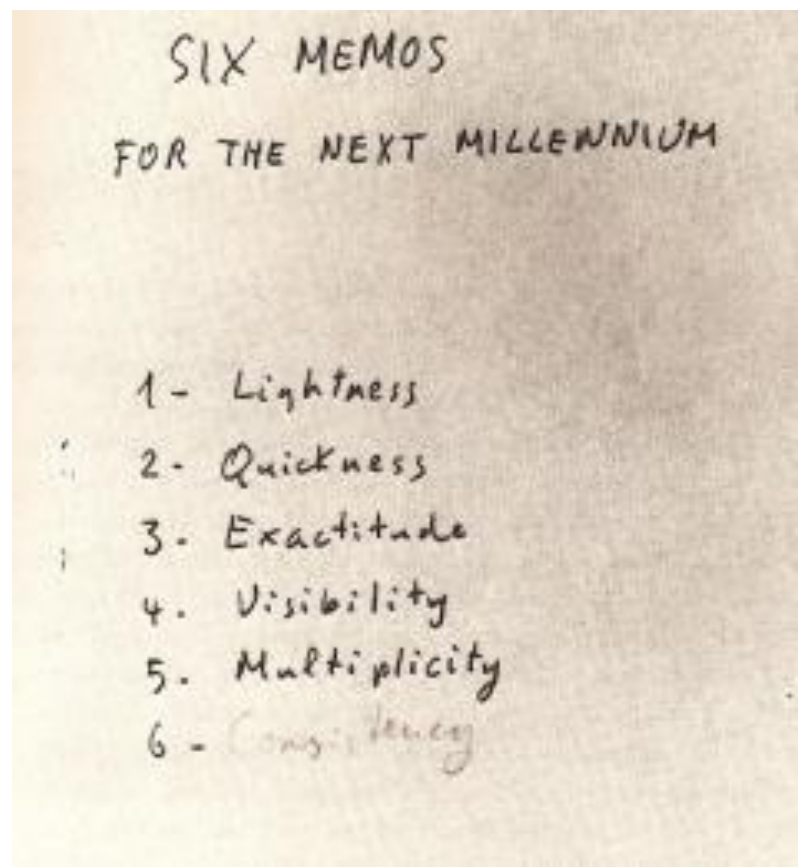 SIX MEMOS
FOR THE NEXT MILLENNIUM
1 - Lightness
2 - Quickness
3 - Exactitude
4. Visibility
5. Multiplicity
6 - Consistency